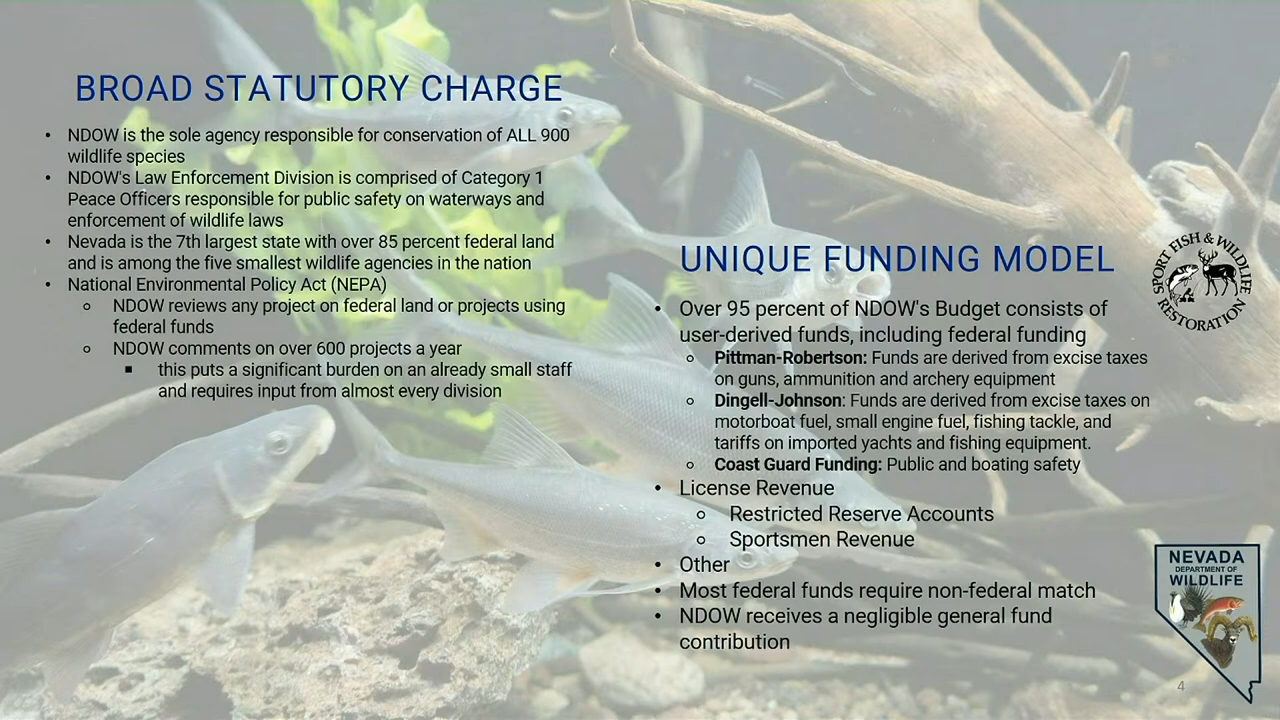 BROAD STATUTORY CHARGE
• NDOW is the sole agency responsible for conservation of ALL 900
wildlife species
• NDOW's Law Enforcement Division is comprised of Category 1
Peace Officers responsible for public safety on waterways and
enforcement of wildlife laws
• Nevada is the 7th largest state with over 85 percent federal land
and is among the five smallest wildlife agencies in the nation
• National Environmental Policy Act (NEPA)
o NDOW reviews any project on federal land or projects using
federal funds
o NDOW comments on over 600 projects a year
▪ this puts a significant burden on an already small staff
and requires input from almost every division
UNIQUE FUNDING MODEL
• Over 95 percent of NDOW's Budget consists of
user-derived funds, including federal funding
o Pittman-Robertson: Funds are derived from excise taxes
on guns, ammunition and archery equipment
o Dingell-Johnson: Funds are derived from excise taxes on
motorboat fuel, small engine fuel, fishing tackle, and
tariffs on imported yachts and fishing equipment.
o Coast Guard Funding: Public and boating safety
• License Revenue
o Restricted Reserve Accounts
o Sportsmen Revenue
• Other
• Most federal funds require non-federal match
• NDOW receives a negligible general fund
contribution
SPORT FISH & WILDLIFE
RESTORATION
NEVADA
DEPARTMENT OF
WILDLIFE
4